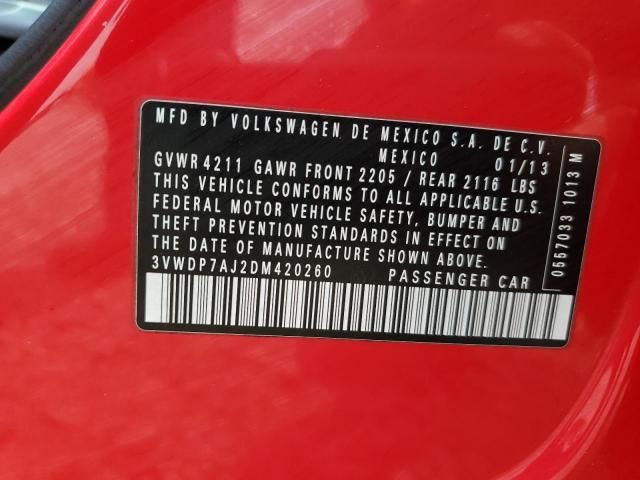 MFD BY VOLKSWAGEN DE MEXICO S.A. DE C.V.
MEXICO 01/13
GVWR 4211 GAWR FRONT 2205 / REAR 2116 LBS
THIS VEHICLE CONFORMS TO ALL APPLICABLE U.S.
FEDERAL MOTOR VEHICLE SAFETY, BUMPER AND
THEFT PREVENTION STANDARDS IN EFFECT ON
THE DATE OF MANUFACTURE SHOWN ABOVE.
3VWDP7AJ2DM420260 PASSENGER CAR
0557033 1013 M